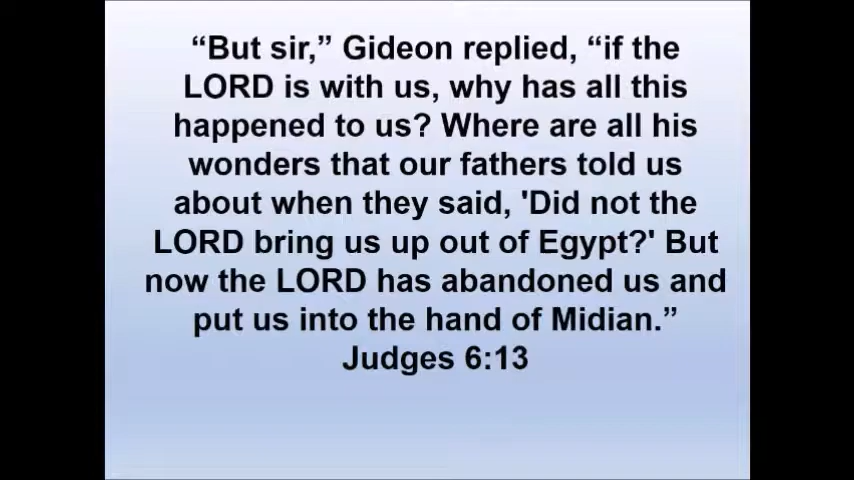 “But sir,” Gideon replied, “if the
LORD is with us, why has all this
happened to us? Where are all his
wonders that our fathers told us
about when they said, 'Did not the
LORD bring us up out of Egypt?' But
now the LORD has abandoned us and
put us into the hand of Midian.”
Judges 6:13